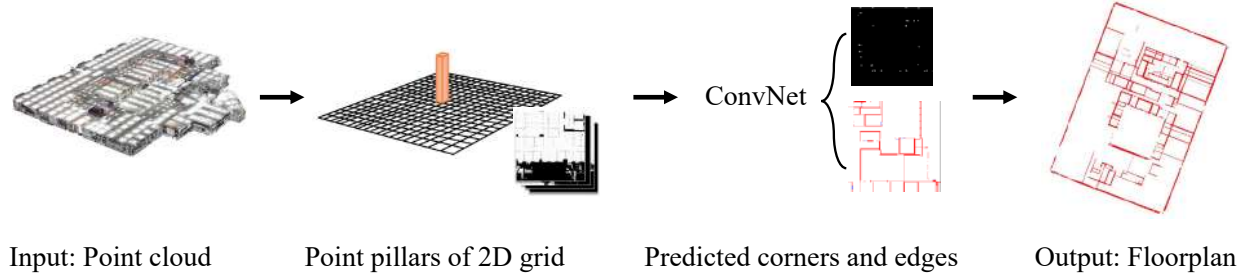 ConvNet
Input: Point cloud
Point pillars of 2D grid
Predicted corners and edges
Output: Floorplan